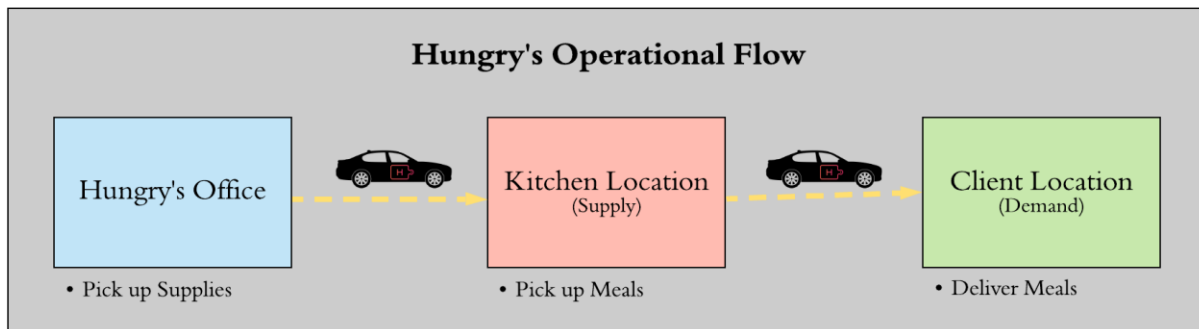 Hungry's Operational Flow
Hungry's Office
H
Kitchen Location
(Supply)
H
Client Location
(Demand)
• Pick up Supplies
• Pick up Meals
• Deliver Meals